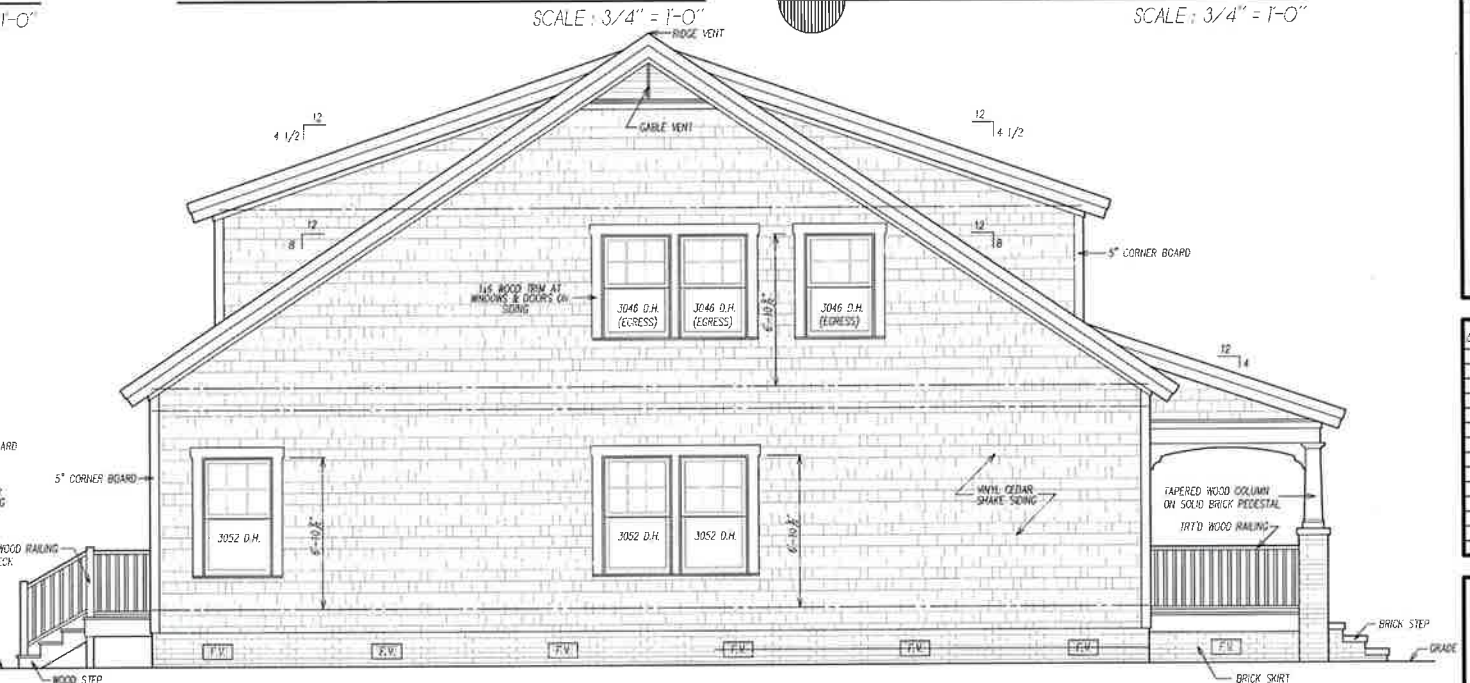 1'-0"
SCALE: 3/4" = 1'-0"
SCALE: 3/4" = 1'-0"
RIDGE VENT
12
4 1/2
GABLE VENT
12
4 1/2
12
8
12
8
5" CORNER BOARD
1x6 WOOD TRIM AT
WINDOWS & DOORS ON
SIDING
3046 D.H.
(EGRESS)
3046 D.H.
(EGRESS)
6'-10 1/2"
3046 D.H.
(EGRESS)
12
4
ARD
5" CORNER BOARD
VINYL CEDAR
SHAKE SIDING
TAPERED WOOD COLUMN
ON SOLID BRICK PEDESTAL
TRT'D WOOD RAILING
3052 D.H.
6'-10 1/2"
3052 D.H.
3052 D.H.
6'-10 1/2"
WOOD RAILING
F.V.
F.V.
F.V.
F.V.
F.V.
F.V.
F.V.
BRICK STEP
GRADE
WOOD STEP
BRICK SKIRT